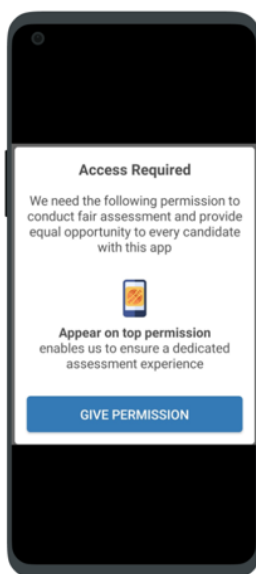 Access Required
We need the following permission to
conduct fair assessment and provide
equal opportunity to every candidate
with this app
Appear on top permission
enables us to ensure a dedicated
assessment experience
GIVE PERMISSION